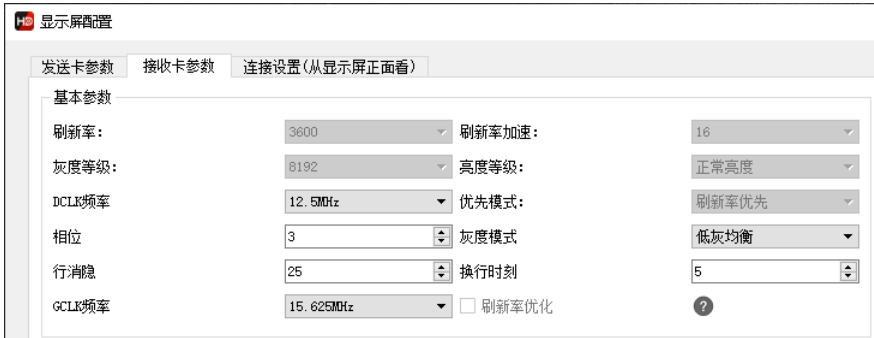 HD 显示屏配置
发送卡参数 接收卡参数 连接设置(从显示屏正面看)
基本参数
刷新率: 3600 刷新率加速: 16
灰度等级: 8192 亮度等级: 正常亮度
DCLK频率 12.5MHz 优先模式: 刷新率优先
相位 3 灰度模式 低灰均衡
行消隐 25 换行时刻 5
GCLK频率 15.625MHz 刷新率优化 ?